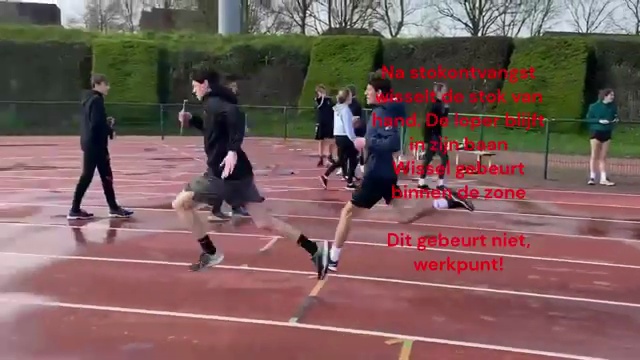 Na stokontvangst
wisselt de stok van
hand. De loper blijft
in zijn baan
Wissel gebeurt
binnen de zone
Dit gebeurt niet,
werkpunt!